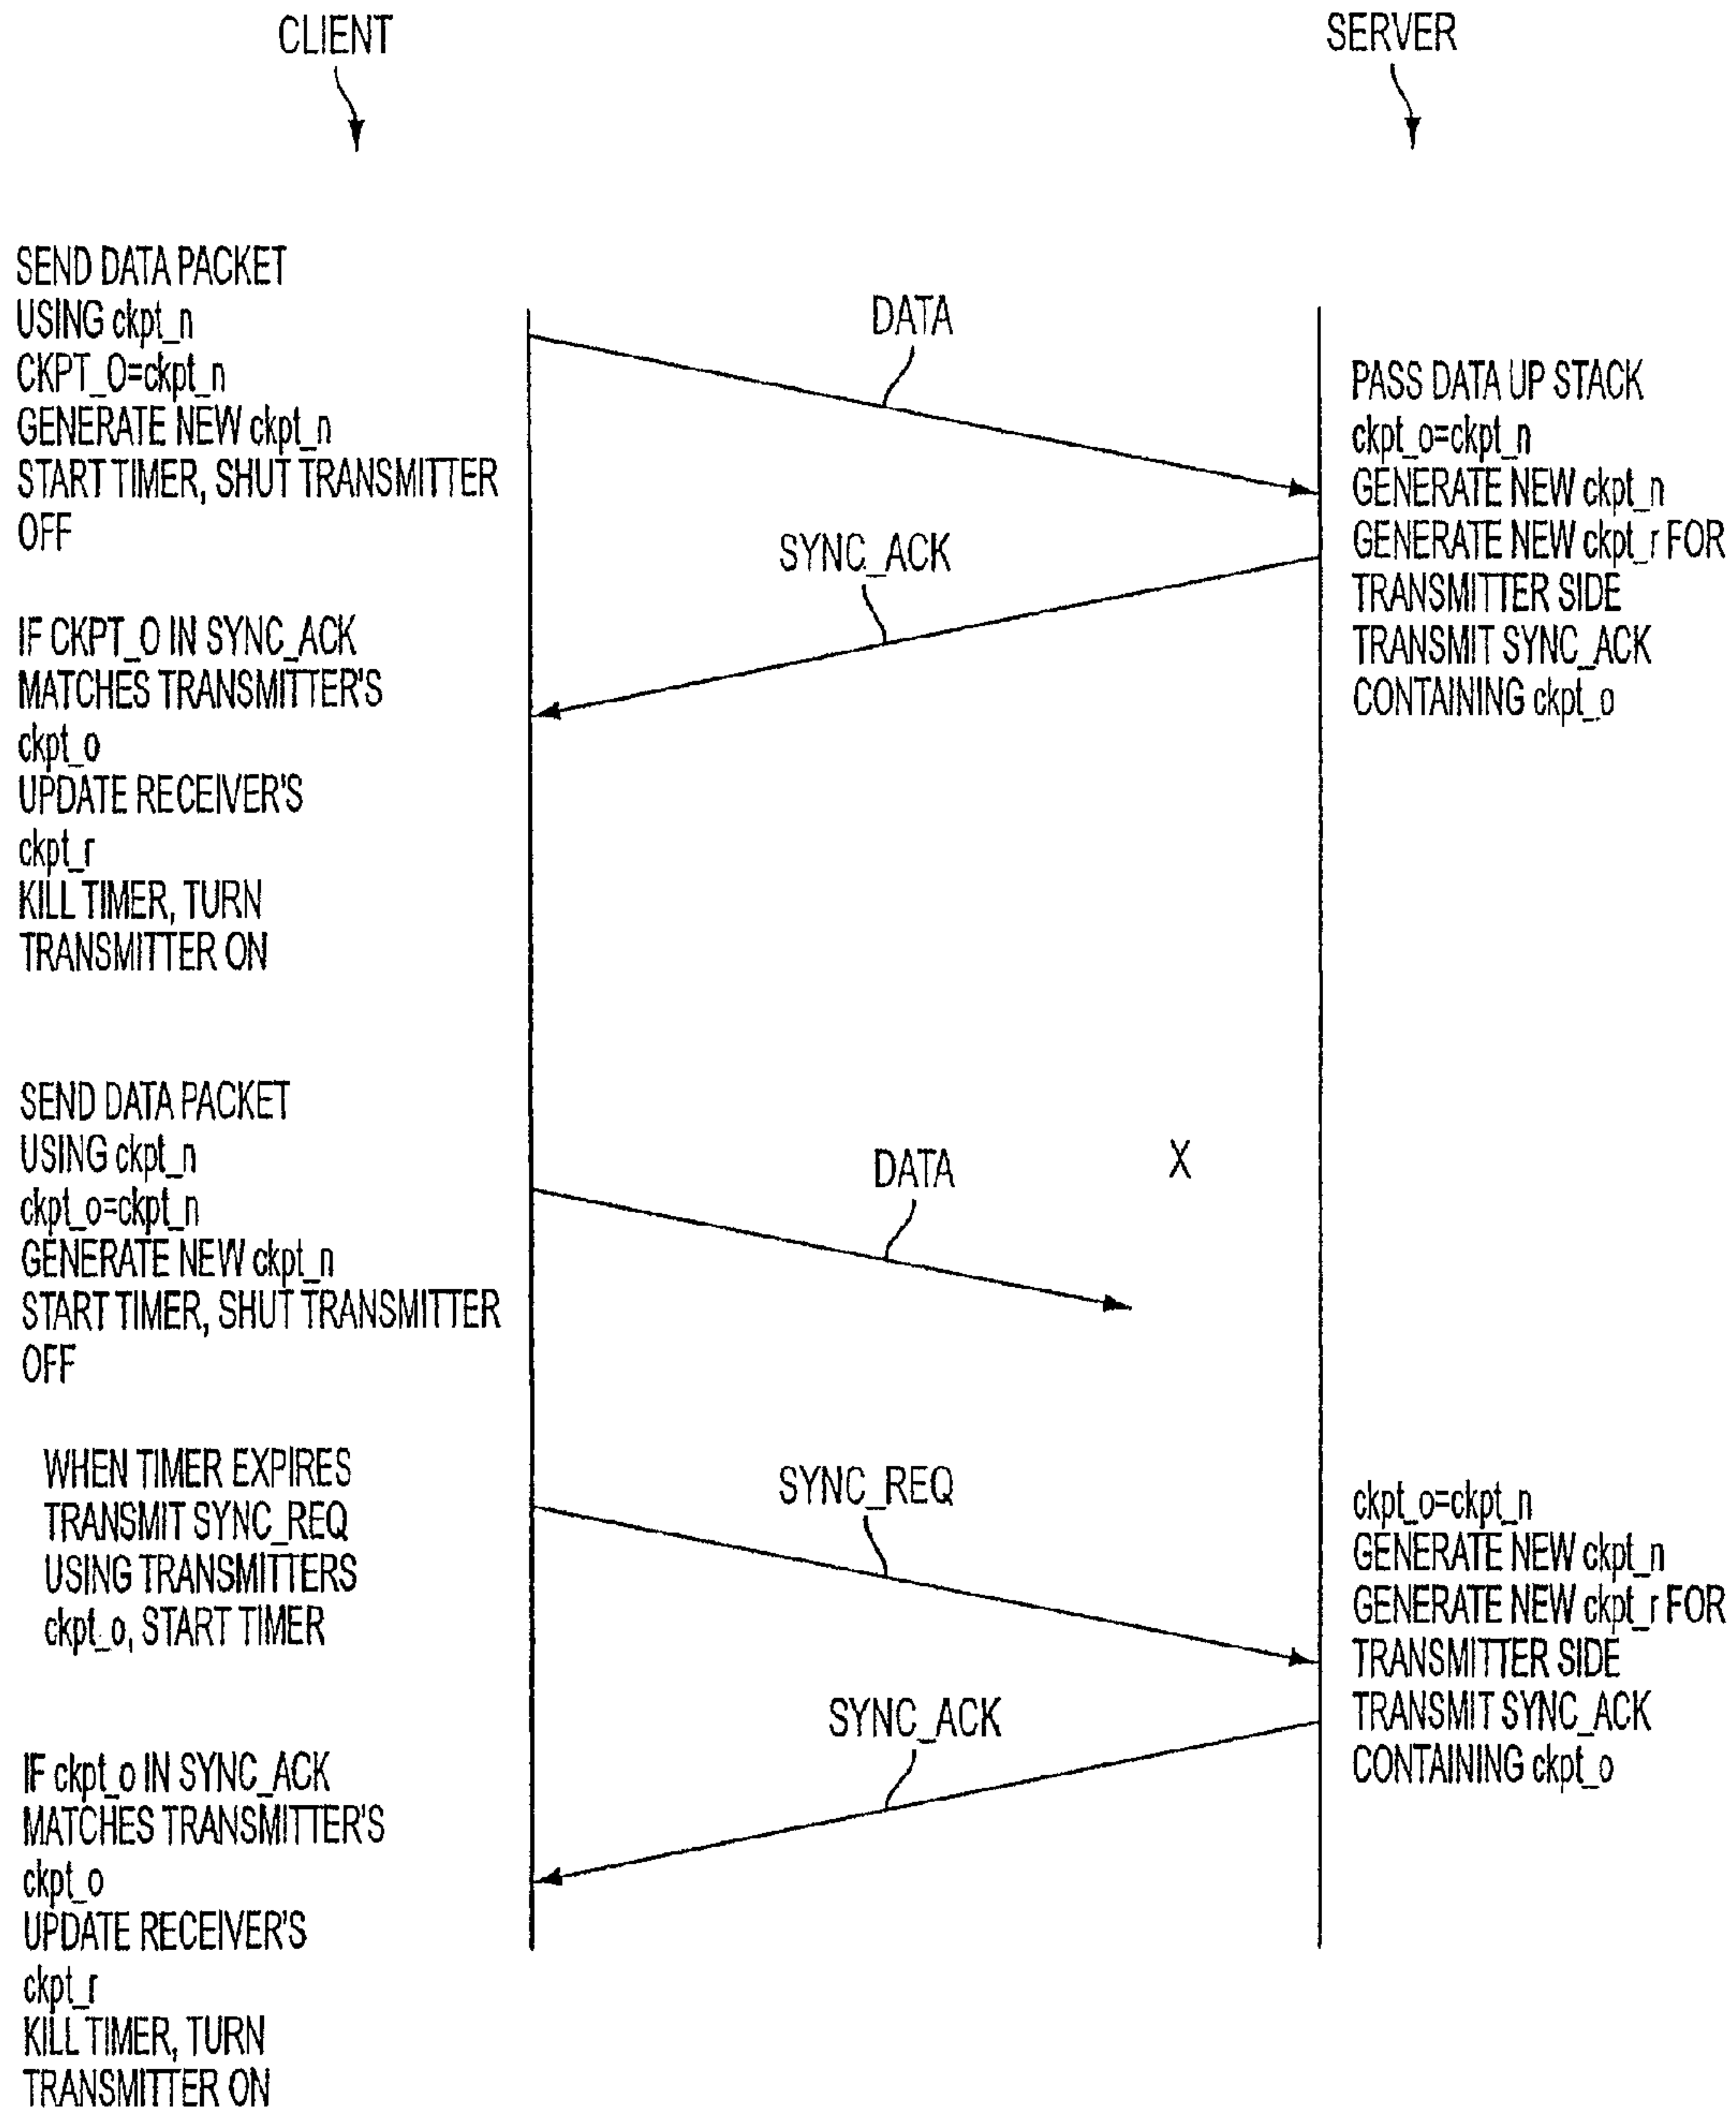 CLIENT
SERVER
SEND DATA PACKET
USING ckpt_n
CKPT_O=ckpt_n
GENERATE NEW ckpt_n
START TIMER, SHUT TRANSMITTER
OFF
DATA
PASS DATA UP STACK
ckpt_o=ckpt_n
GENERATE NEW ckpt_n
GENERATE NEW ckpt_r FOR
TRANSMITTER SIDE
TRANSMIT SYNC_ACK
CONTAINING ckpt_o
SYNC_ACK
IF CKPT_O IN SYNC_ACK
MATCHES TRANSMITTER'S
ckpt_o
UPDATE RECEIVER'S
ckpt_r
KILL TIMER, TURN
TRANSMITTER ON
SEND DATA PACKET
USING ckpt_n
ckpt_o=ckpt_n
GENERATE NEW ckpt_n
START TIMER, SHUT TRANSMITTER
OFF
DATA
X
WHEN TIMER EXPIRES
TRANSMIT SYNC_REQ
USING TRANSMITTERS
ckpt_o, START TIMER
SYNC_REQ
ckpt_o=ckpt_n
GENERATE NEW ckpt_n
GENERATE NEW ckpt_r FOR
TRANSMITTER SIDE
TRANSMIT SYNC_ACK
CONTAINING ckpt_o
SYNC_ACK
IF ckpt_o IN SYNC_ACK
MATCHES TRANSMITTER'S
ckpt_o
UPDATE RECEIVER'S
ckpt_r
KILL TIMER, TURN
TRANSMITTER ON